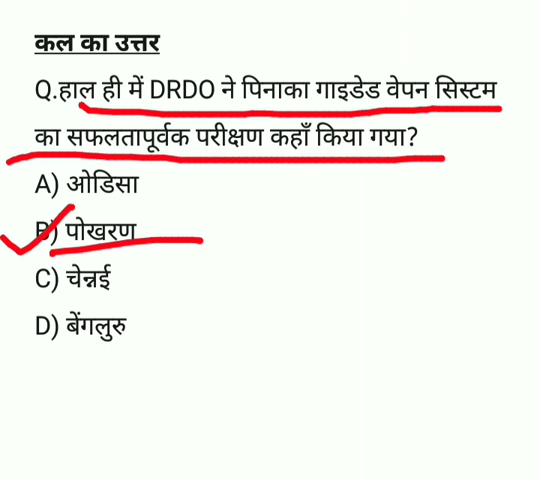 कल का उत्तर
Q.हाल ही में DRDO ने पिनाका गाइडेड वेपन सिस्टम
का सफलतापूर्वक परीक्षण कहाँ किया गया?
A) ओडिसा
B) पोखरण
C) चेन्नई
D) बेंगलुरु